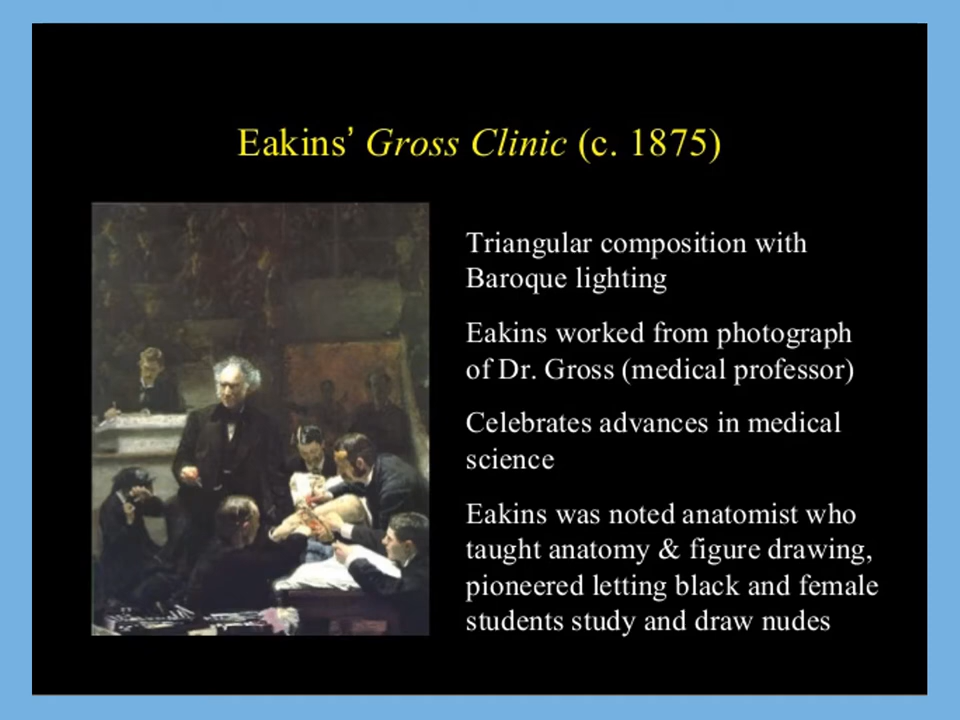 Eakins’ Gross Clinic (c. 1875)
Triangular composition with
Baroque lighting
Eakins worked from photograph
of Dr. Gross (medical professor)
Celebrates advances in medical
science
Eakins was noted anatomist who
taught anatomy & figure drawing,
pioneered letting black and female
students study and draw nudes